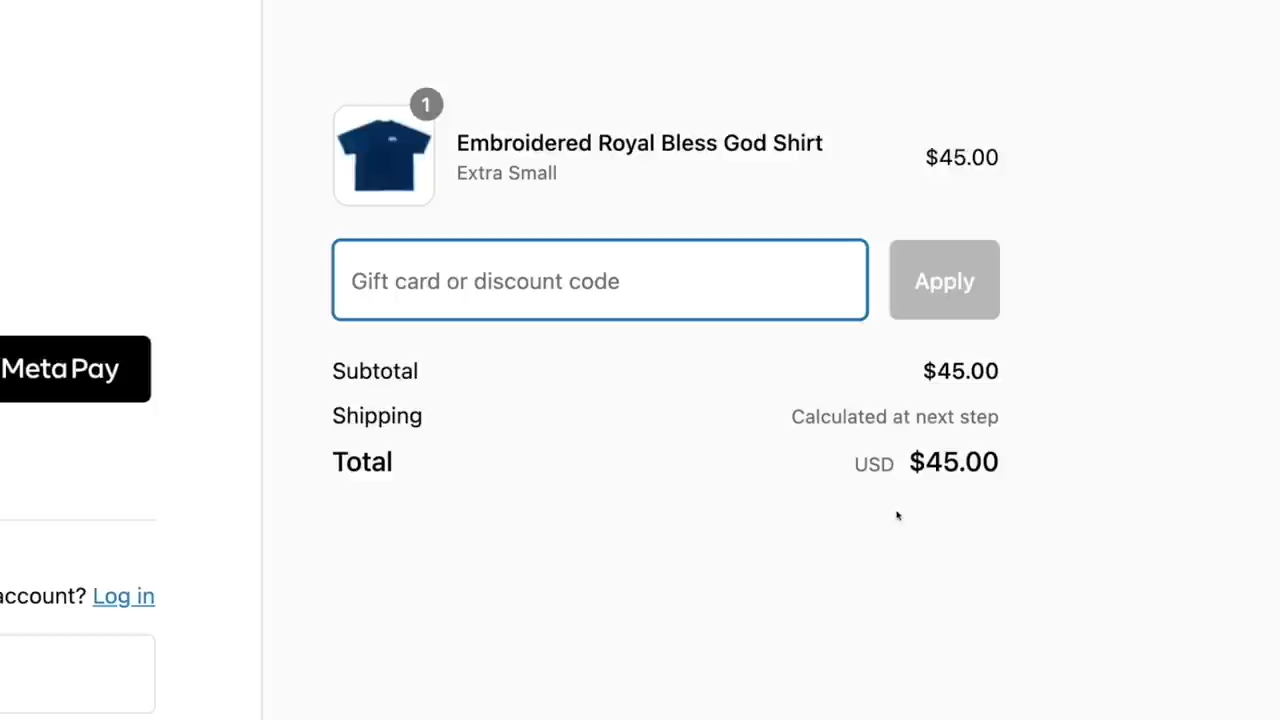 1
Embroidered Royal Bless God Shirt
Extra Small
$45.00
Gift card or discount code
Apply
Subtotal
$45.00
Shipping
Calculated at next step
Total
USD $45.00
Meta Pay
account? Log in